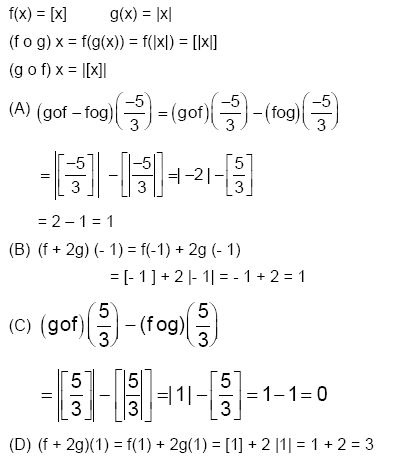 f(x) = [x] g(x) = |x|
(f o g) x = f(g(x)) = f(|x|) = [|x|]
(g o f) x = |[x]|
(A) (gof – fog)(−5/3) = (gof)(−5/3) − (fog)(−5/3)
= |[−5/3]| − [|−5/3|] = |−2| − [5/3]
= 2 – 1 = 1
(B) (f + 2g) (- 1) = f(-1) + 2g (- 1)
= [- 1 ] + 2 |- 1| = - 1 + 2 = 1
(C) (gof)(5/3) − (fog)(5/3)
= |[5/3]| − [|5/3|] = |1| − [5/3] = 1 − 1 = 0
(D) (f + 2g)(1) = f(1) + 2g(1) = [1] + 2 |1| = 1 + 2 = 3